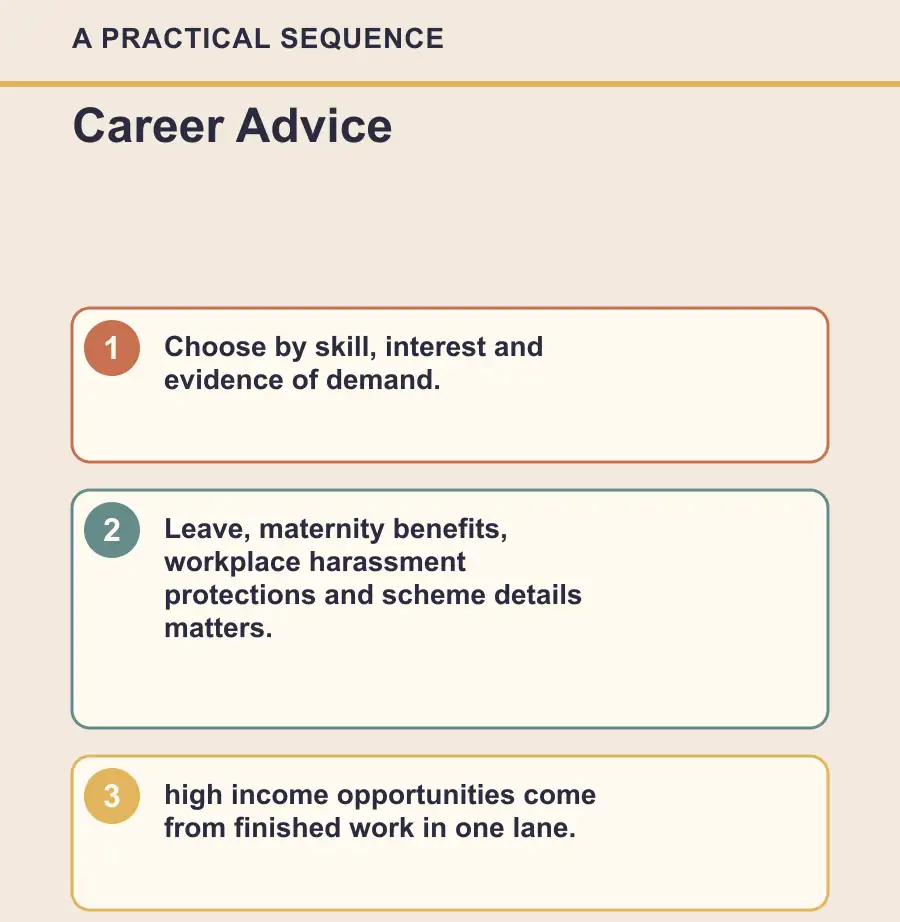 A PRACTICAL SEQUENCE
Career Advice
1
Choose by skill, interest and
evidence of demand.
2
Leave, maternity benefits,
workplace harassment
protections and scheme details
matters.
3
high income opportunities come
from finished work in one lane.